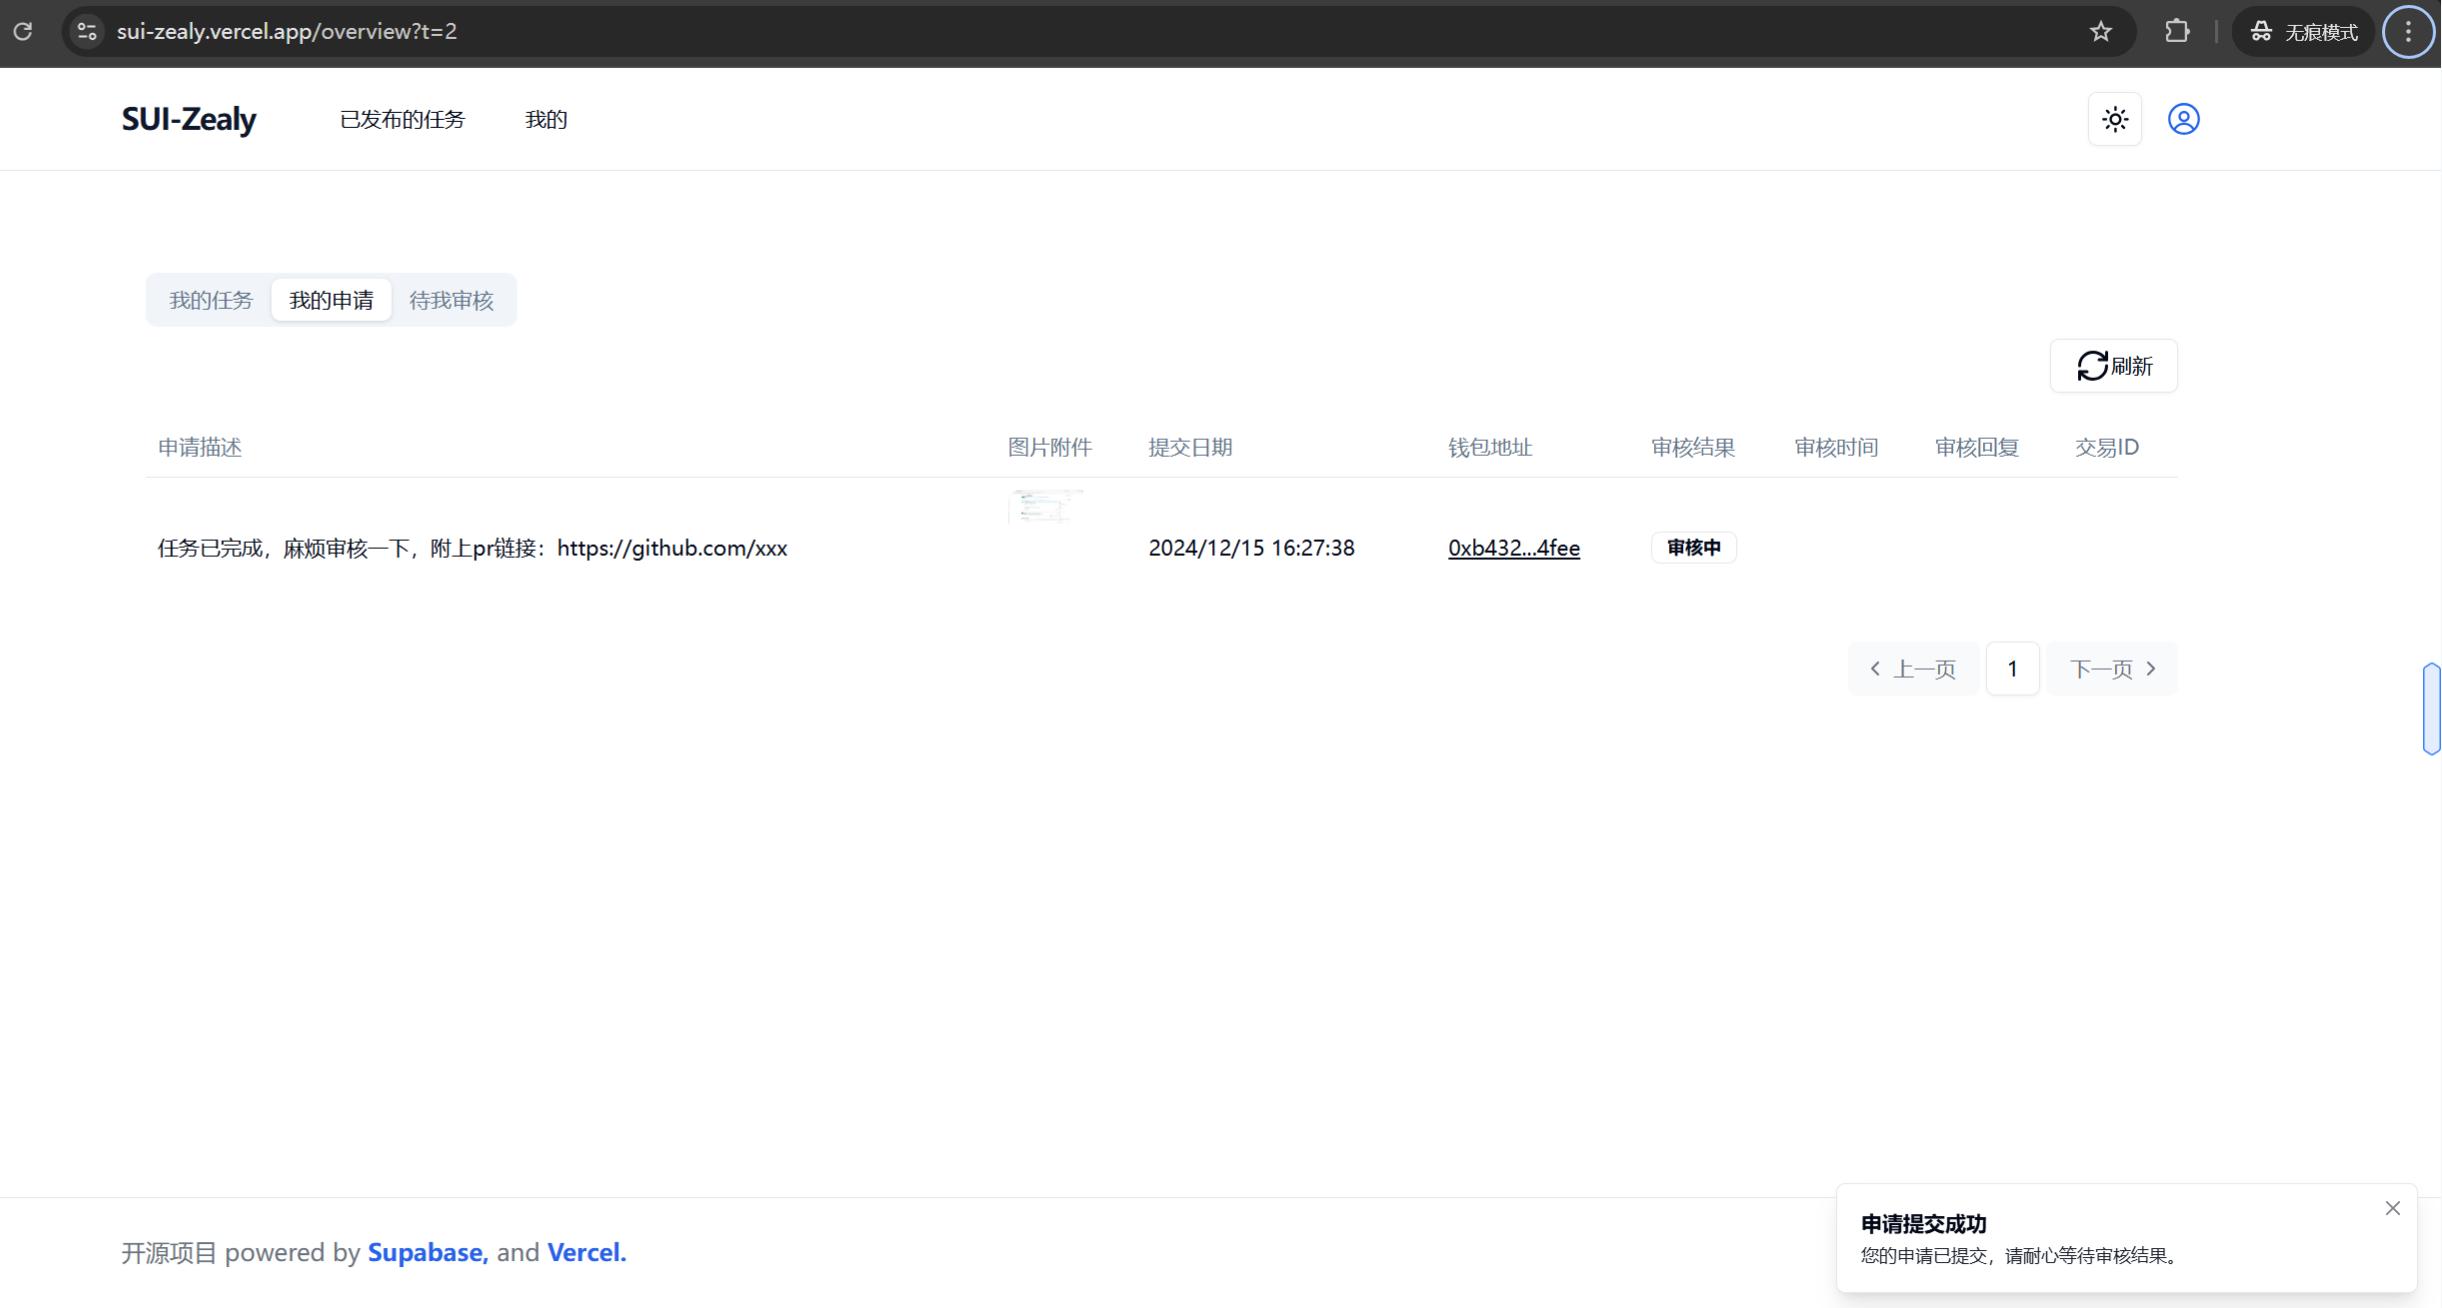 sui-zealy.vercel.app/overview?t=2
无痕模式
SUI-Zealy 已发布的任务 我的
我的任务 我的申请 待我审核
刷新
申请描述 图片附件 提交日期 钱包地址 审核结果 审核时间 审核回复 交易ID
任务已完成，麻烦审核一下，附上pr链接：https://github.com/xxx 2024/12/15 16:27:38 0xb432...4fee 审核中
上一页 1 下一页
申请提交成功
您的申请已提交，请耐心等待审核结果。
开源项目 powered by Supabase, and Vercel.